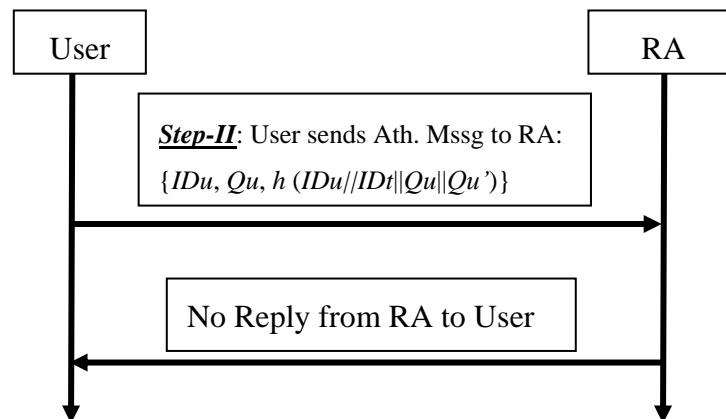 User
RA
Step-II: User sends Ath. Mssg to RA:
{IDu, Qu, h (IDu//IDt||Qu||Qu’)}
No Reply from RA to User